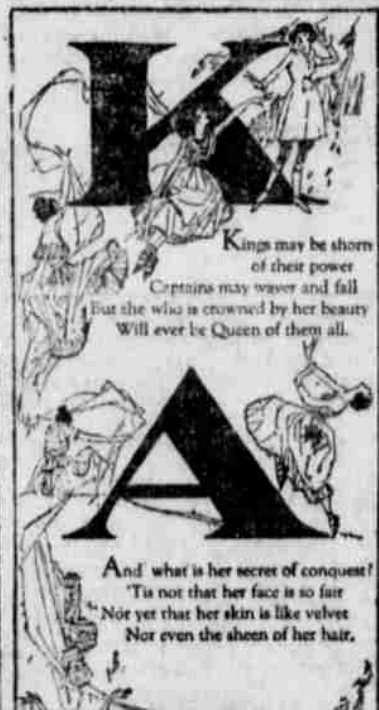 K
Kings may be shorn
of their power
Captains may waver and fall
But she who is crowned by her beauty
Will ever be Queen of them all.
A
And what is her secret of conquest?
'Tis not that her face is so fair
Nor yet that her skin is like velvet
Nor even the sheen of her hair.